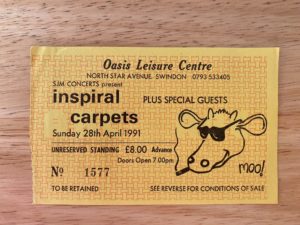 Oasis Leisure Centre
NORTH STAR AVENUE, SWINDON 0793 533405
SJM CONCERTS present
inspiral carpets
PLUS SPECIAL GUESTS
Sunday 28th April 1991
UNRESERVED STANDING £8.00 Advance
Doors Open 7.00pm
moo!
Nº 1577
TO BE RETAINED
SEE REVERSE FOR CONDITIONS OF SALE